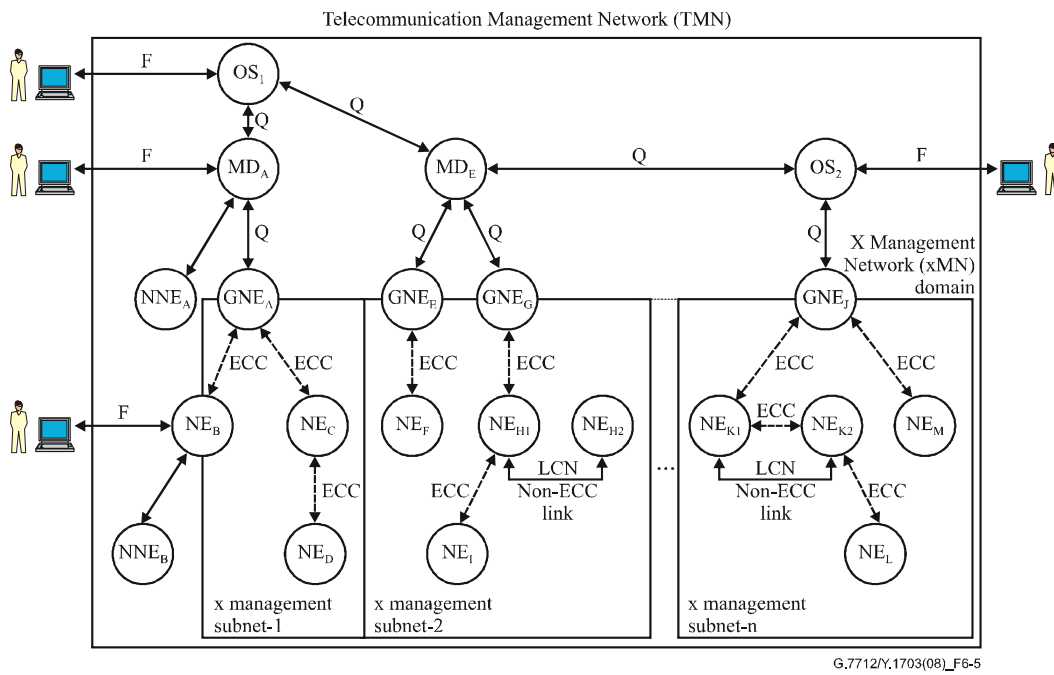 Telecommunication Management Network (TMN)
F
OS1
Q
Q
F
MDA
MDE
Q
OS2
F
Q
Q
Q
Q
X Management
Network (xMN)
domain
NNEA
GNEA
GNEE
GNEG
GNEJ
ECC
ECC
ECC
ECC
ECC
ECC
F
NEB
NEC
NEF
NEH1
NEH2
NEK1
ECC
NEK2
NEM
ECC
ECC
LCN
Non-ECC
link
...
LCN
Non-ECC
link
ECC
NNEB
NED
NEI
NEL
x management
subnet-1
x management
subnet-2
x management
subnet-n
G.7712/Y.1703(08)_F6-5